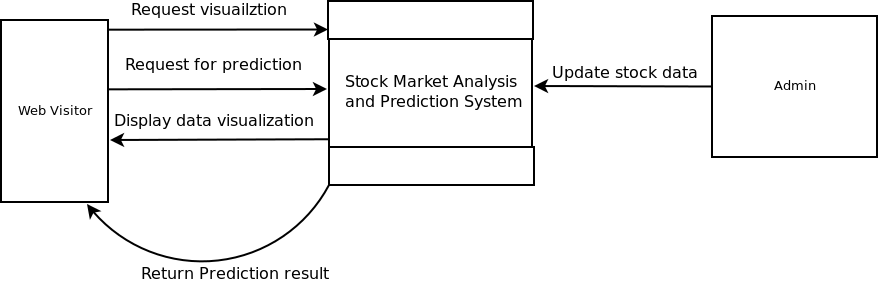 Request visuailztion
Request for prediction
Web Visitor
Display data visualization
Stock Market Analysis
and Prediction System
Update stock data
Admin
Return Prediction result